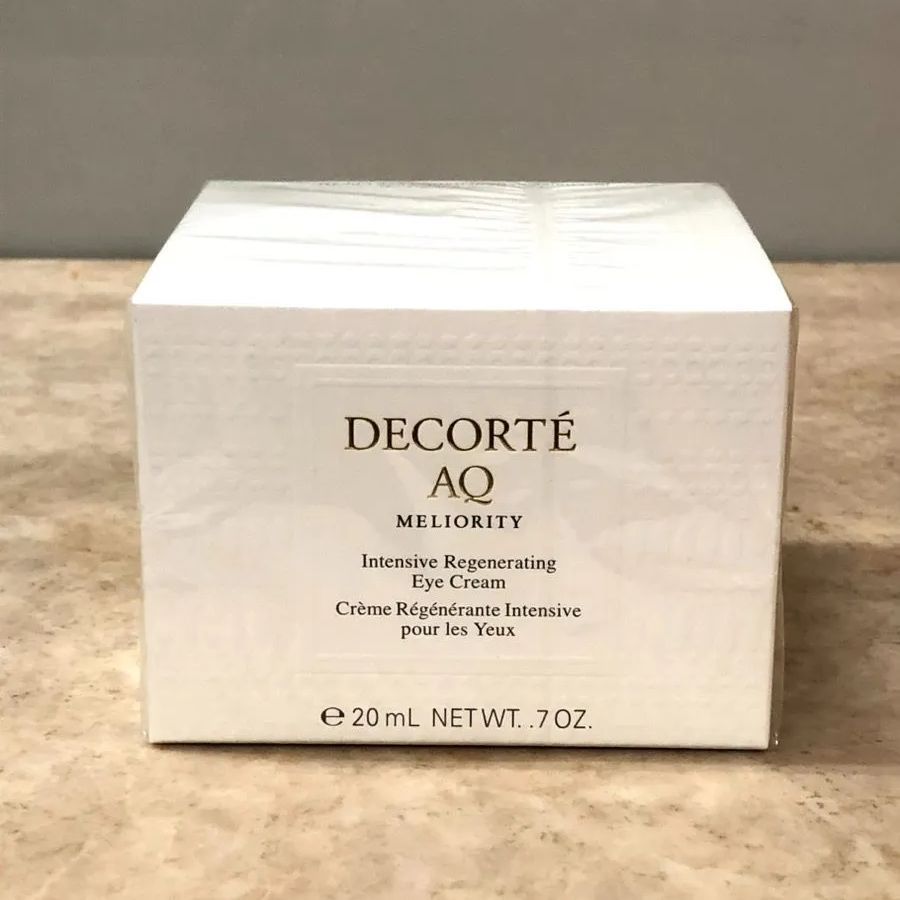 DECORTÉ
AQ
MELIORITY
Intensive Regenerating
Eye Cream
Crème Régénérante Intensive
pour les Yeux
℮ 20 mL NET WT. .7 OZ.